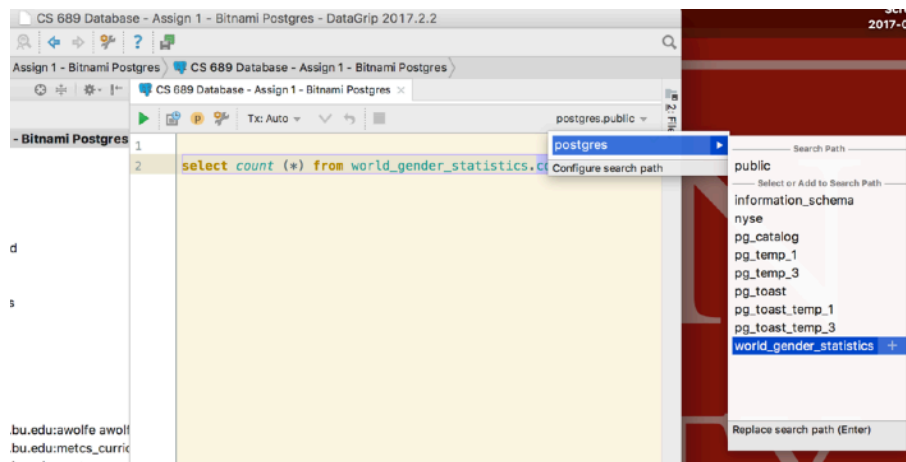 CS 689 Database - Assign 1 - Bitnami Postgres - DataGrip 2017.2.2
2017-0
Assign 1 - Bitnami Postgres
CS 689 Database - Assign 1 - Bitnami Postgres
CS 689 Database - Assign 1 - Bitnami Postgres
Tx: Auto
postgres.public
- Bitnami Postgres
1
2 select count (*) from world_gender_statistics.co
postgres
Configure search path
Search Path
public
Select or Add to Search Path
information_schema
nyse
pg_catalog
pg_temp_1
pg_temp_3
pg_toast
pg_toast_temp_1
pg_toast_temp_3
world_gender_statistics +
Replace search path (Enter)
d
s
.bu.edu:awolfe awolf
.bu.edu:metcs_curric